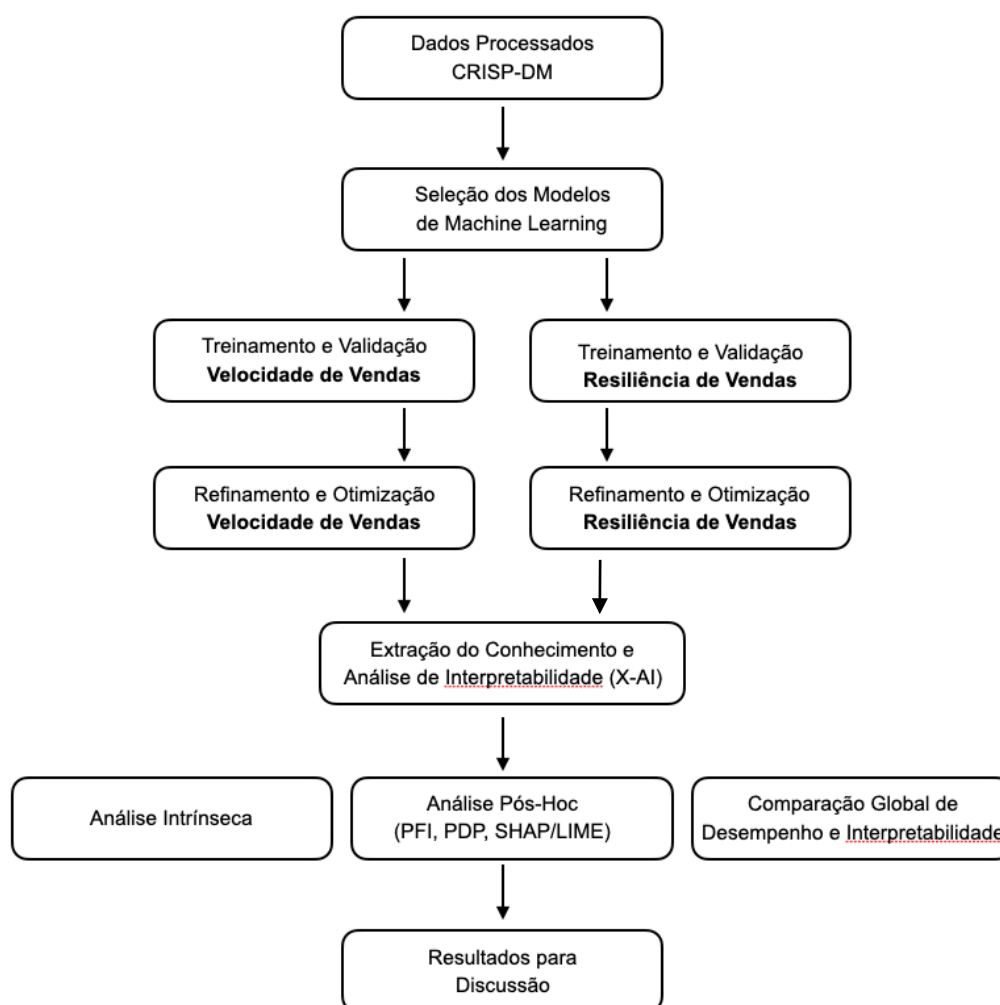 Dados Processados
CRISP-DM
Seleção dos Modelos
de Machine Learning
Treinamento e Validação
Velocidade de Vendas
Treinamento e Validação
Resiliência de Vendas
Refinamento e Otimização
Velocidade de Vendas
Refinamento e Otimização
Resiliência de Vendas
Extração do Conhecimento e
Análise de Interpretabilidade (X-AI)
Análise Intrínseca
Análise Pós-Hoc
(PFI, PDP, SHAP/LIME)
Comparação Global de
Desempenho e Interpretabilidade
Resultados para
Discussão